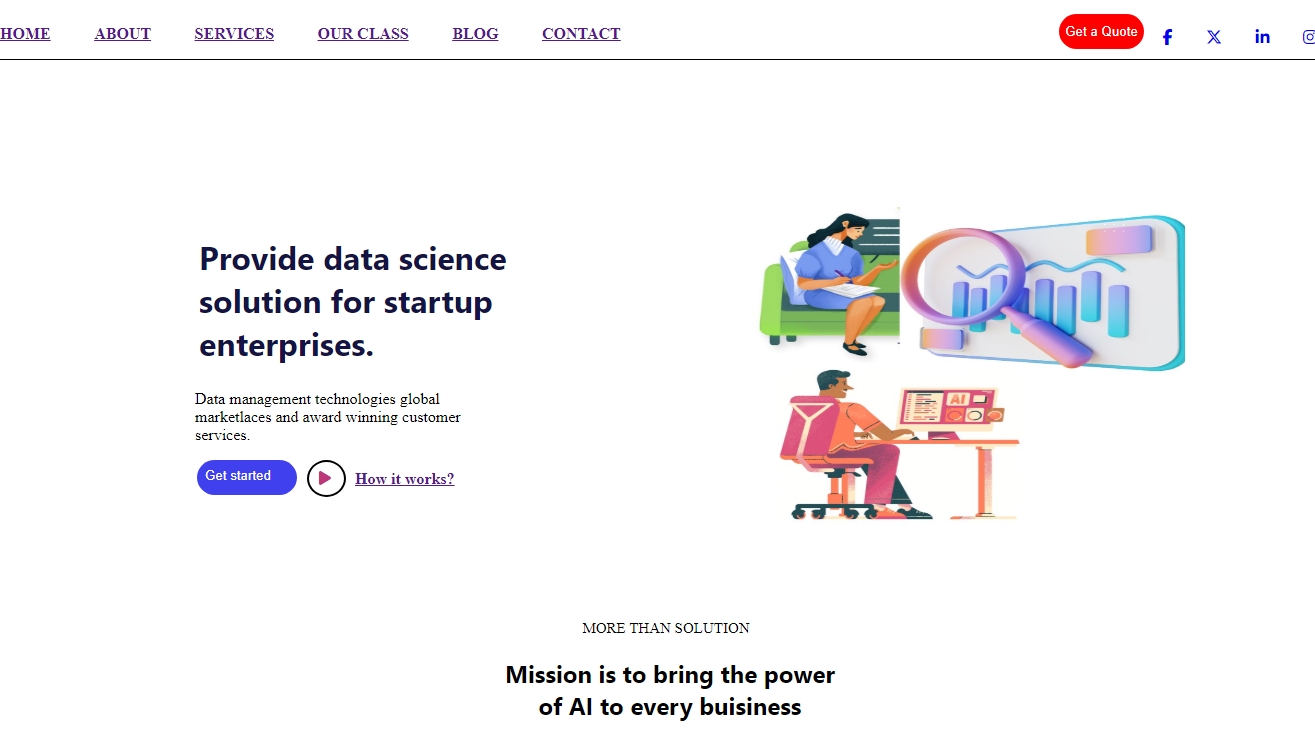 HOME ABOUT SERVICES OUR CLASS BLOG CONTACT Get a Quote
Provide data science
solution for startup
enterprises.
Data management technologies global
marketlaces and award winning customer
services.
Get started How it works?
AI
MORE THAN SOLUTION
Mission is to bring the power
of AI to every buisiness